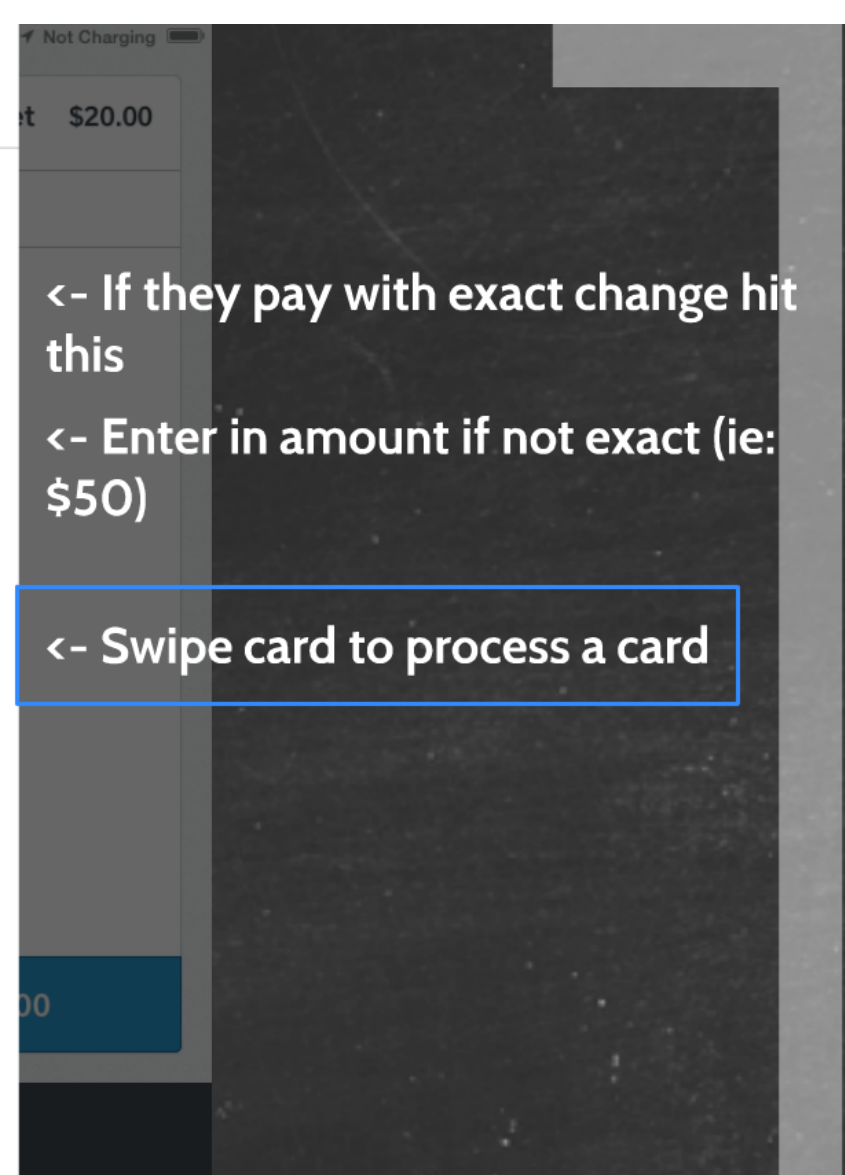 Not Charging
et $20.00
<- If they pay with exact change hit
this
<- Enter in amount if not exact (ie:
$50)
<- Swipe card to process a card
00